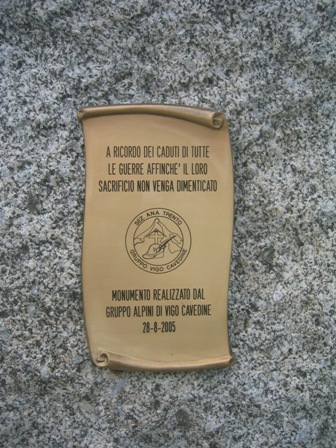 A RICORDO DEI CADUTI DI TUTTE
LE GUERRE AFFINCHE' IL LORO
SACRIFICIO NON VENGA DIMENTICATO
SEZ. A.N.A. TRENTO
GRUPPO VIGO CAVEDINE
MONUMENTO REALIZZATO DAL
GRUPPO ALPINI DI VIGO CAVEDINE
28-8-2005